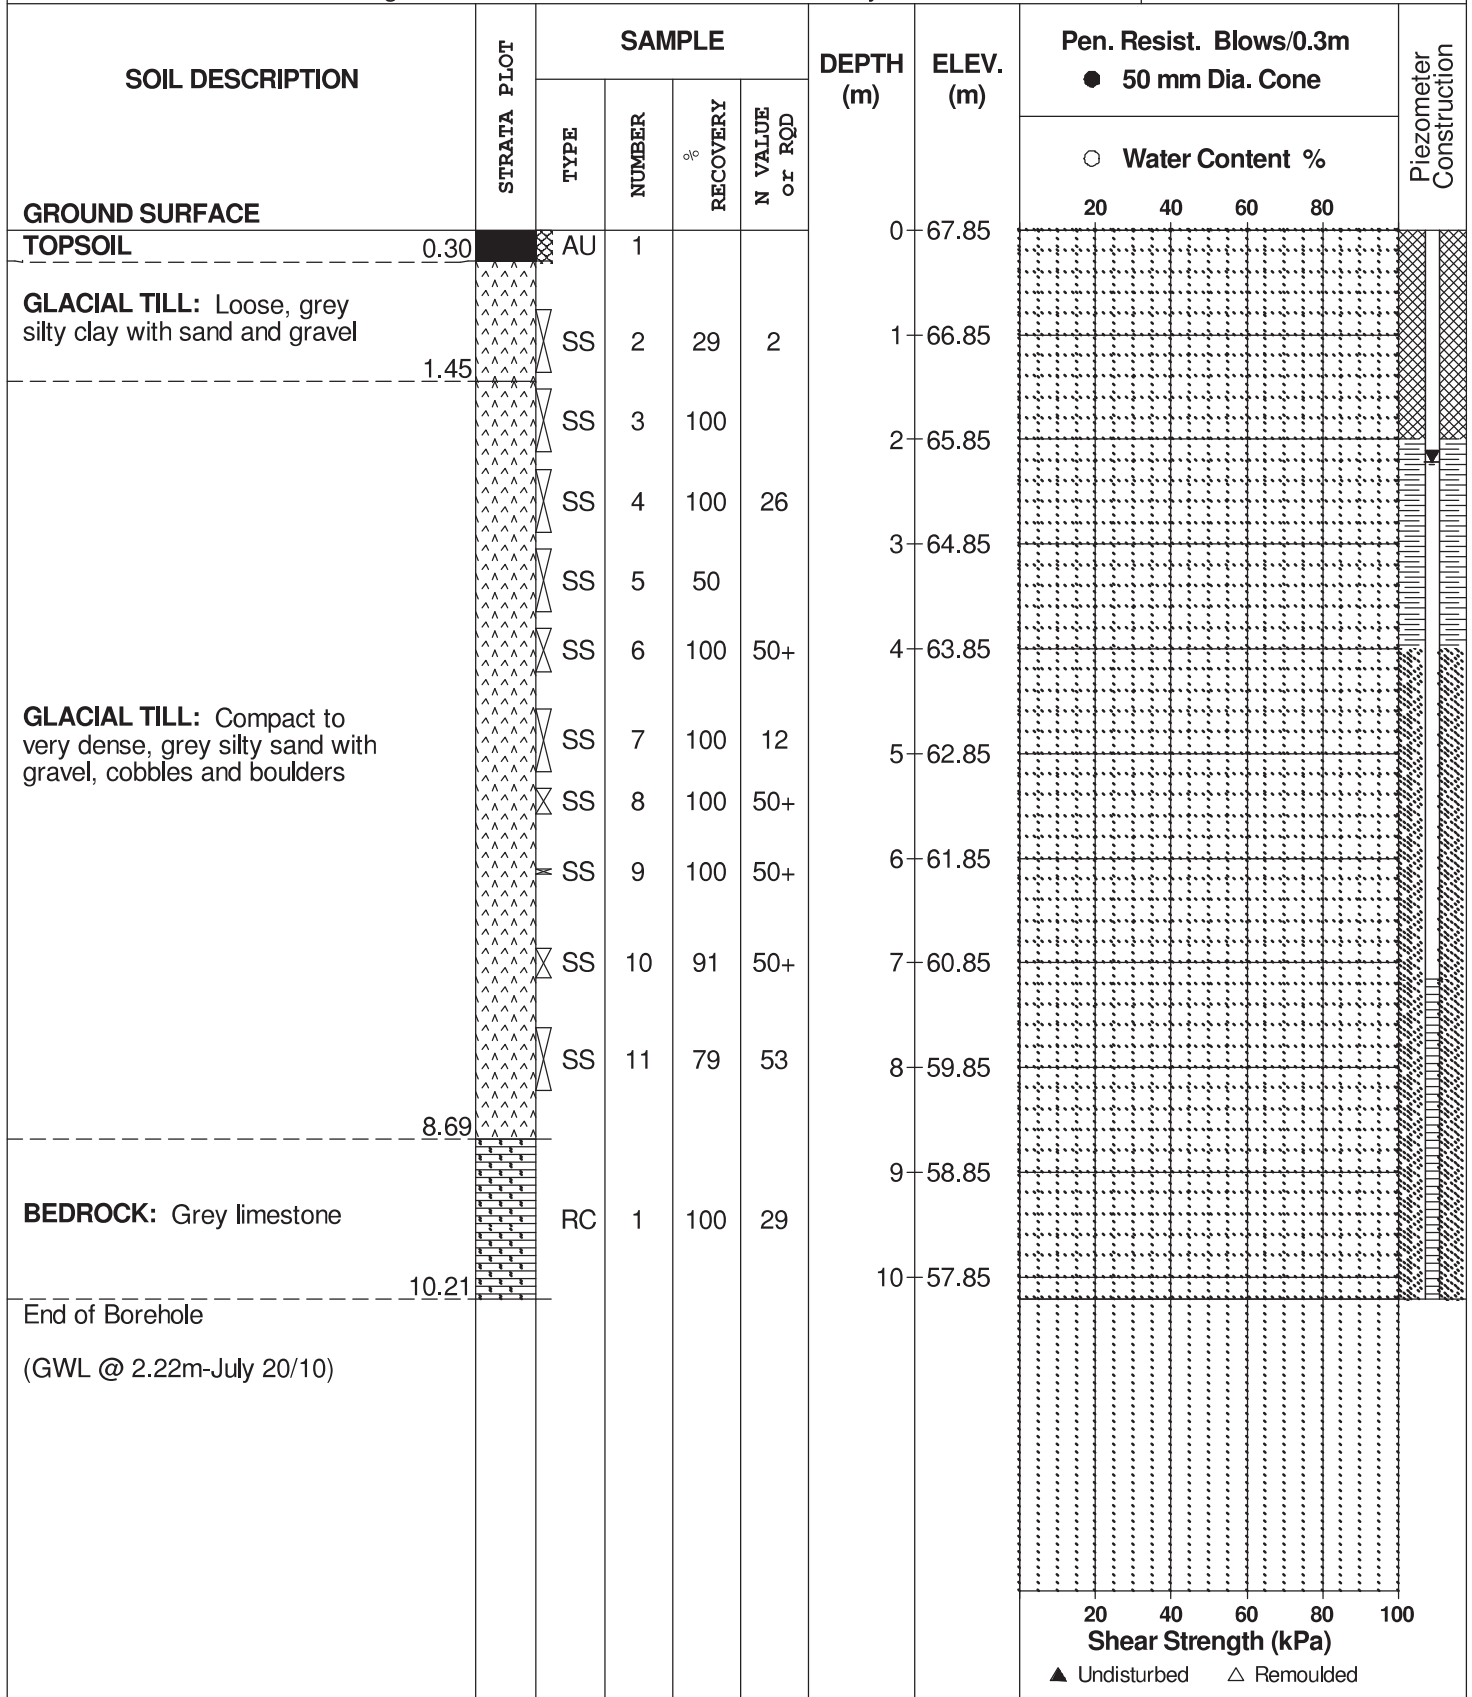 SOIL DESCRIPTION
STRATA PLOT
SAMPLE
TYPE
NUMBER
% RECOVERY
N VALUE or RQD
DEPTH (m)
ELEV. (m)
Pen. Resist. Blows/0.3m
● 50 mm Dia. Cone
○ Water Content %
Piezometer Construction
20 40 60 80
GROUND SURFACE
0 67.85
TOPSOIL 0.30
AU 1
GLACIAL TILL: Loose, grey
silty clay with sand and gravel
1.45
SS 2 29 2
1 66.85
SS 3 100
2 65.85
SS 4 100 26
3 64.85
SS 5 50
SS 6 100 50+
4 63.85
GLACIAL TILL: Compact to
very dense, grey silty sand with
gravel, cobbles and boulders
SS 7 100 12
5 62.85
SS 8 100 50+
6 61.85
SS 9 100 50+
SS 10 91 50+
7 60.85
SS 11 79 53
8 59.85
8.69
9 58.85
BEDROCK: Grey limestone
RC 1 100 29
10 57.85
10.21
End of Borehole
(GWL @ 2.22m-July 20/10)
20 40 60 80 100
Shear Strength (kPa)
▲ Undisturbed △ Remoulded